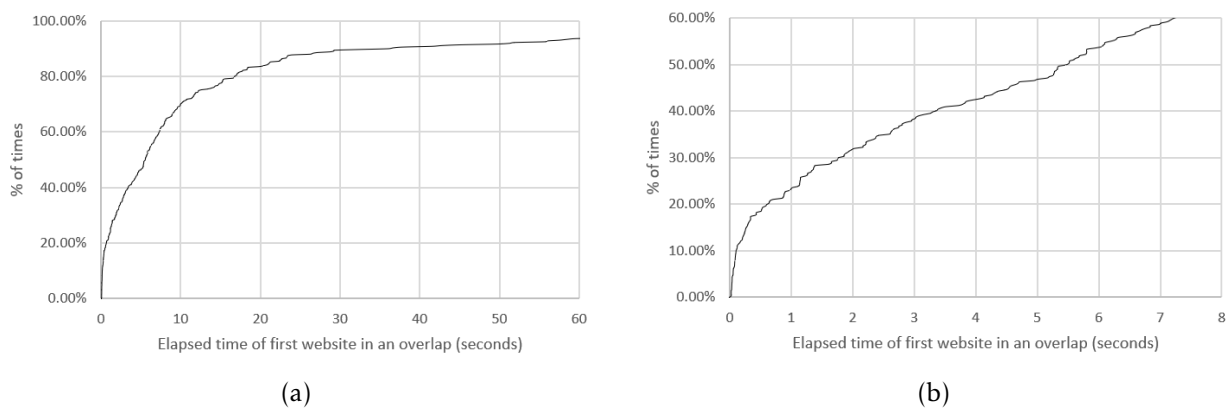 100.00%
80.00%
60.00%
40.00%
20.00%
0.00%
% of times
0 10 20 30 40 50 60
Elapsed time of first website in an overlap (seconds)
(a)
60.00%
50.00%
40.00%
30.00%
20.00%
10.00%
0.00%
% of times
0 1 2 3 4 5 6 7 8
Elapsed time of first website in an overlap (seconds)
(b)